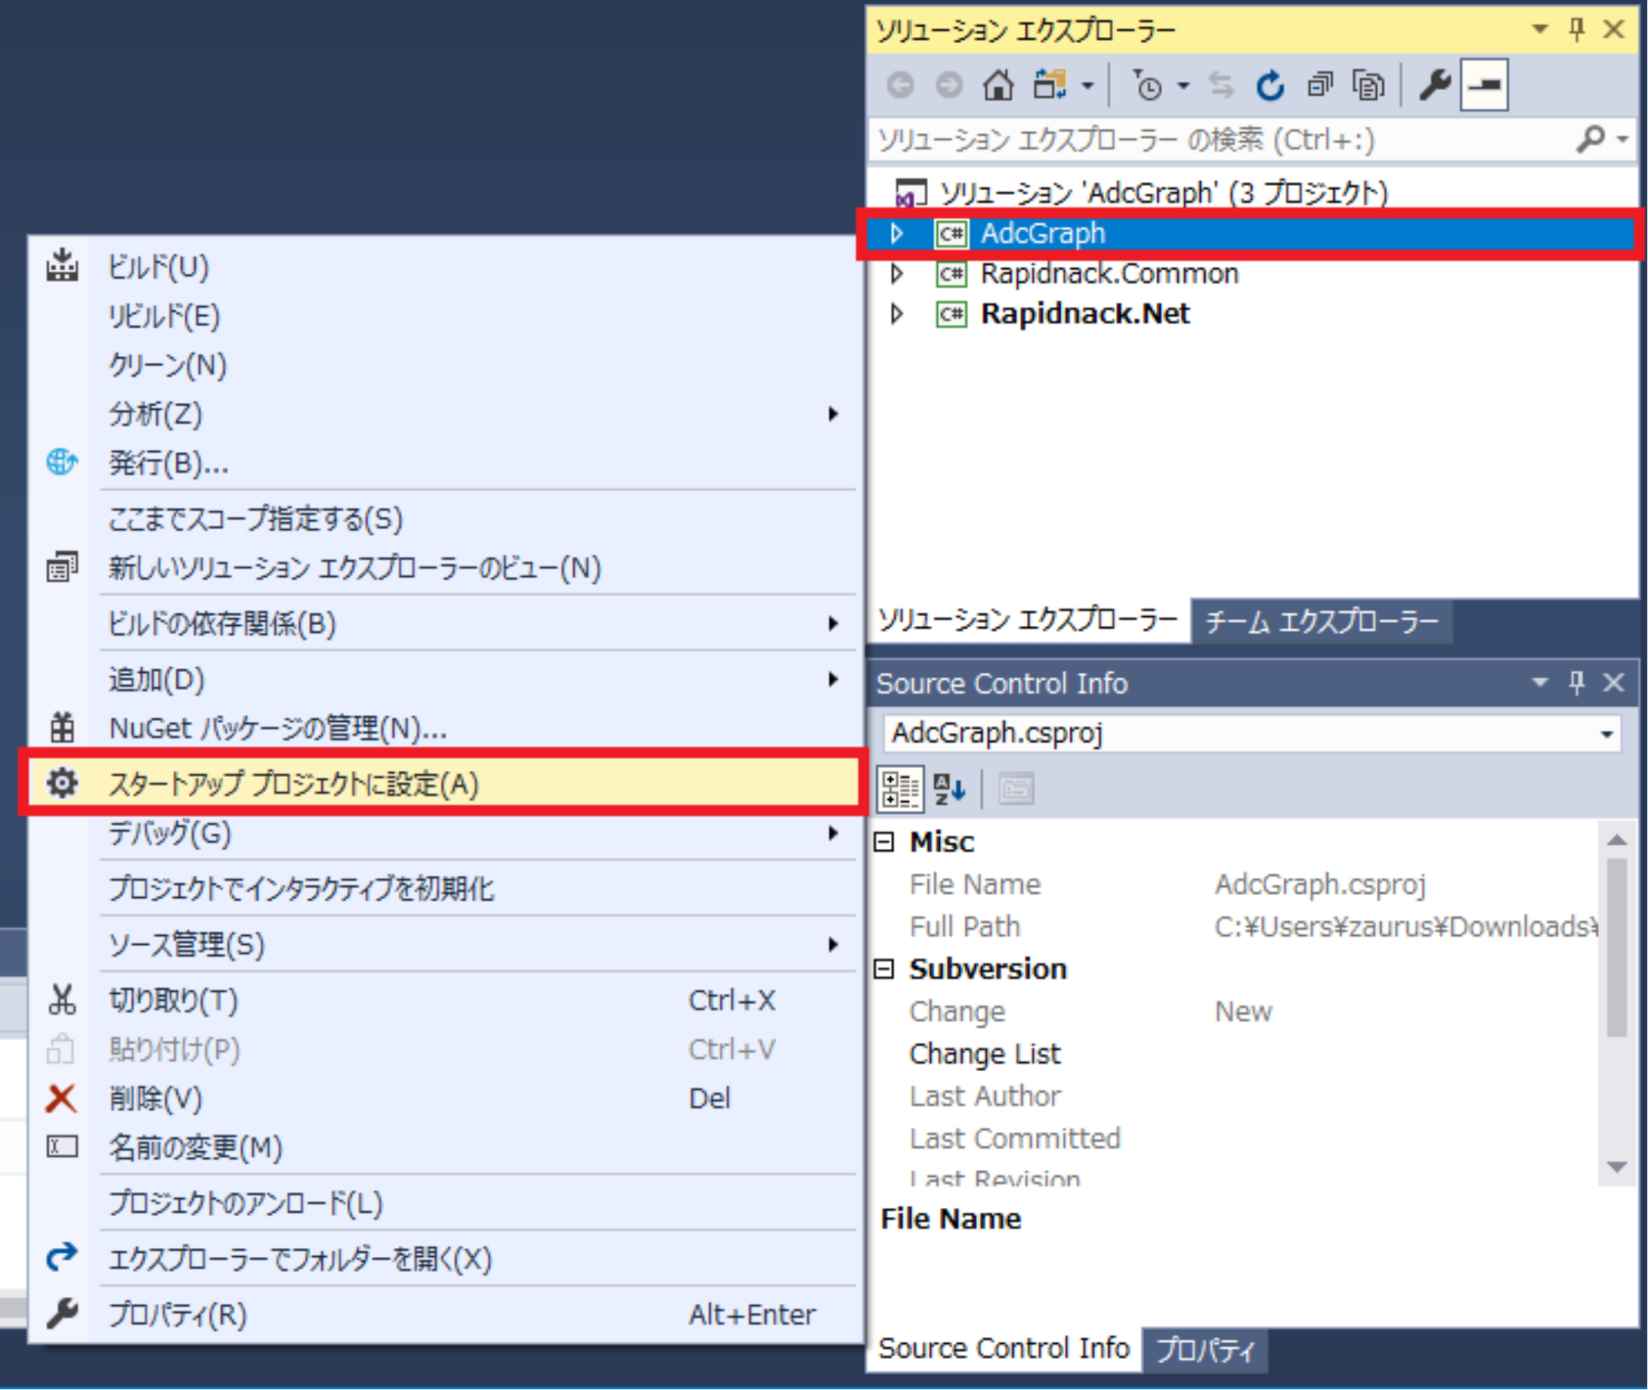 ソリューション エクスプローラー
ソリューション エクスプローラー の検索 (Ctrl+:)
ソリューション 'AdcGraph' (3 プロジェクト)
C# AdcGraph
C# Rapidnack.Common
C# Rapidnack.Net
ソリューション エクスプローラー チーム エクスプローラー
ビルド(U)
リビルド(E)
クリーン(N)
分析(Z)
発行(B)...
ここまでスコープ指定する(S)
新しいソリューション エクスプローラーのビュー(N)
ビルドの依存関係(B)
追加(D)
NuGet パッケージの管理(N)...
スタートアップ プロジェクトに設定(A)
デバッグ(G)
プロジェクトでインタラクティブを初期化
ソース管理(S)
切り取り(T) Ctrl+X
貼り付け(P) Ctrl+V
削除(V) Del
名前の変更(M)
プロジェクトのアンロード(L)
エクスプローラーでフォルダーを開く(X)
プロパティ(R) Alt+Enter
Source Control Info
AdcGraph.csproj
Misc
File Name AdcGraph.csproj
Full Path C:¥Users¥zaurus¥Downloads¥
Subversion
Change New
Change List
Last Author
Last Committed
Last Revision
File Name
Source Control Info プロパティ